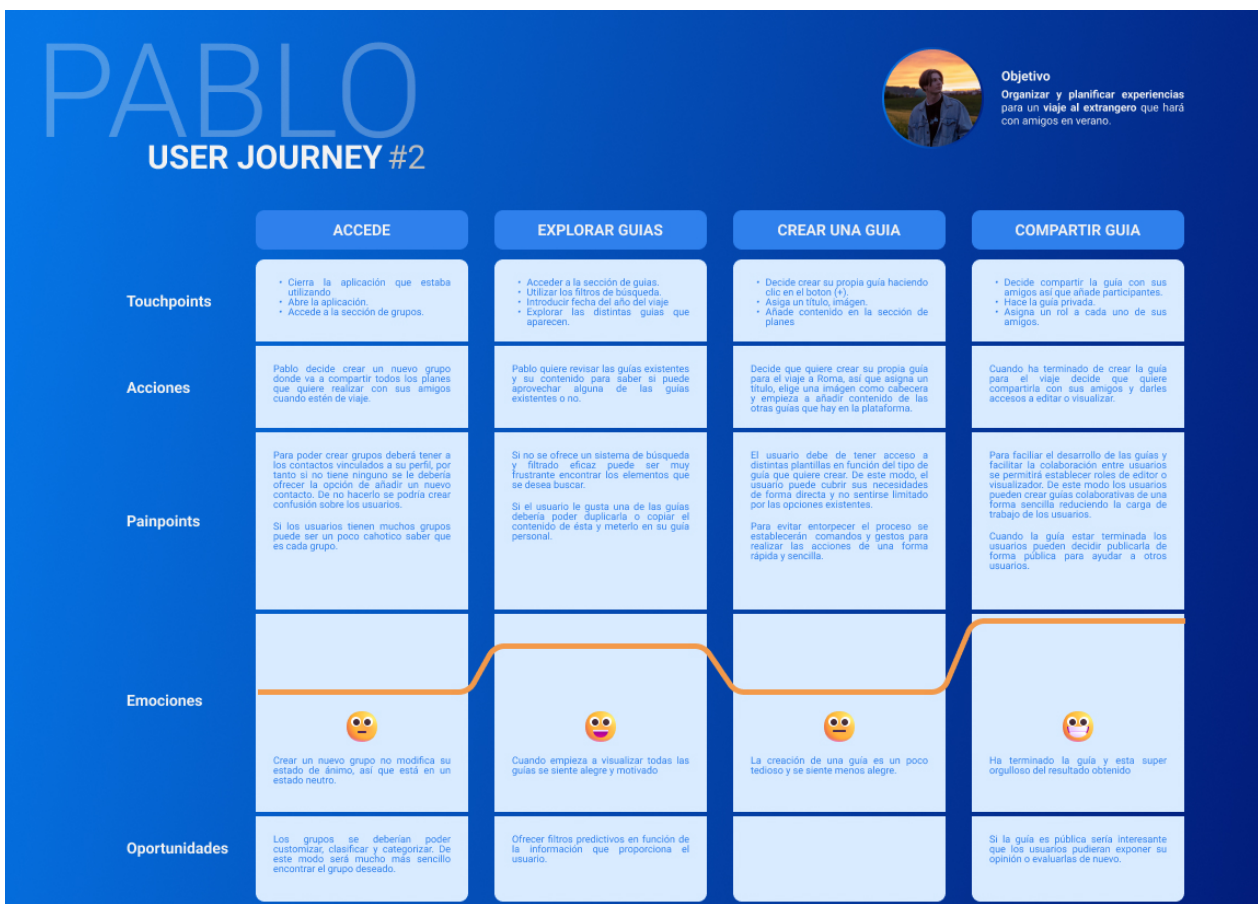 PABLO
USER JOURNEY #2
Objetivo
Organizar y planificar experiencias
para un viaje al extrangero que hará
con amigos en verano.
ACCEDE
EXPLORAR GUIAS
CREAR UNA GUIA
COMPARTIR GUIA
Touchpoints
• Cierra la aplicación que estaba
utilizando
• Abre la aplicación.
• Accede a la sección de grupos.
• Acceder a la sección de guías.
• Utilizar los filtros de búsqueda.
• Introducir fecha del año del viaje
• Explorar las distintas guias que
aparecen.
• Decide crear su propia guía haciendo
clic en el boton (+).
• Asiga un título, imágen.
• Añade contenido en la sección de
planes
• Decide compartir la guía con sus
amigos así que añade participantes.
• Hace la guía privada.
• Asigna un rol a cada uno de sus
amigos.
Acciones
Pablo decide crear un nuevo grupo
donde va a compartir todos los planes
que quiere realizar con sus amigos
cuando estén de viaje.
Pablo quiere revisar las guías existentes
y su contenido para saber si puede
aprovechar alguna de las guías
existentes o no.
Decide que quiere crear su propia guía
para el viaje a Roma, así que asigna un
título, elige una imágen como cabecera
y empieza a añadir contenido de las
otras guías que hay en la plataforma.
Cuando ha terminado de crear la guía
para el viaje decide que quiere
compartirla con sus amigos y darles
accesos a editar o visualizar.
Painpoints
Para poder crear grupos deberá tener a
los contactos vinculados a su perfil, por
tanto si no tiene ninguno se le debería
ofrecer la opción de añadir un nuevo
contacto. De no hacerlo se podría crear
confusión sobre los usuarios.
Si los usuarios tienen muchos grupos
puede ser un poco cahotico saber que
es cada grupo.
Si no se ofrece un sistema de búsqueda
y filtrado eficaz puede ser muy
frustrante encontrar los elementos que
se desea buscar.
Si el usuario le gusta una de las guías
debería poder duplicarla o copiar el
contenido de ésta y meterlo en su guía
personal.
El usuario debe de tener acceso a
distintas plantillas en función del tipo de
guía que quiere crear. De este modo, el
usuario puede cubrir sus necesidades
de forma directa y no sentirse limitado
por las opciones existentes.
Para evitar entorpecer el proceso se
establecerán comandos y gestos para
realizar las acciones de una forma
rápida y sencilla.
Para faciliar el desarrollo de las guías y
facilitar la colaboración entre usuarios
se permitirá establecer roles de editor o
visualizador. De este modo los usuarios
pueden crear guías colaborativas de una
forma sencilla reduciendo la carga de
trabajo de los usuarios.
Cuando la guía estar terminada los
usuarios pueden decidir publicarla de
forma pública para ayudar a otros
usuarios.
Emociones
Crear un nuevo grupo no modifica su
estado de ánimo, así que está en un
estado neutro.
Cuando empieza a visualizar todas las
guías se siente alegre y motivado
La creación de una guía es un poco
tedioso y se siente menos alegre.
Ha terminado la guía y esta super
orgulloso del resultado obtenido
Oportunidades
Los grupos se deberían poder
customizar, clasificar y categorizar. De
este modo será mucho más sencillo
encontrar el grupo deseado.
Ofrecer filtros predictivos en función de
la información que proporciona el
usuario.
Si la guía es pública sería interesante
que los usuarios pudieran exponer su
opinión o evaluarlas de nuevo.